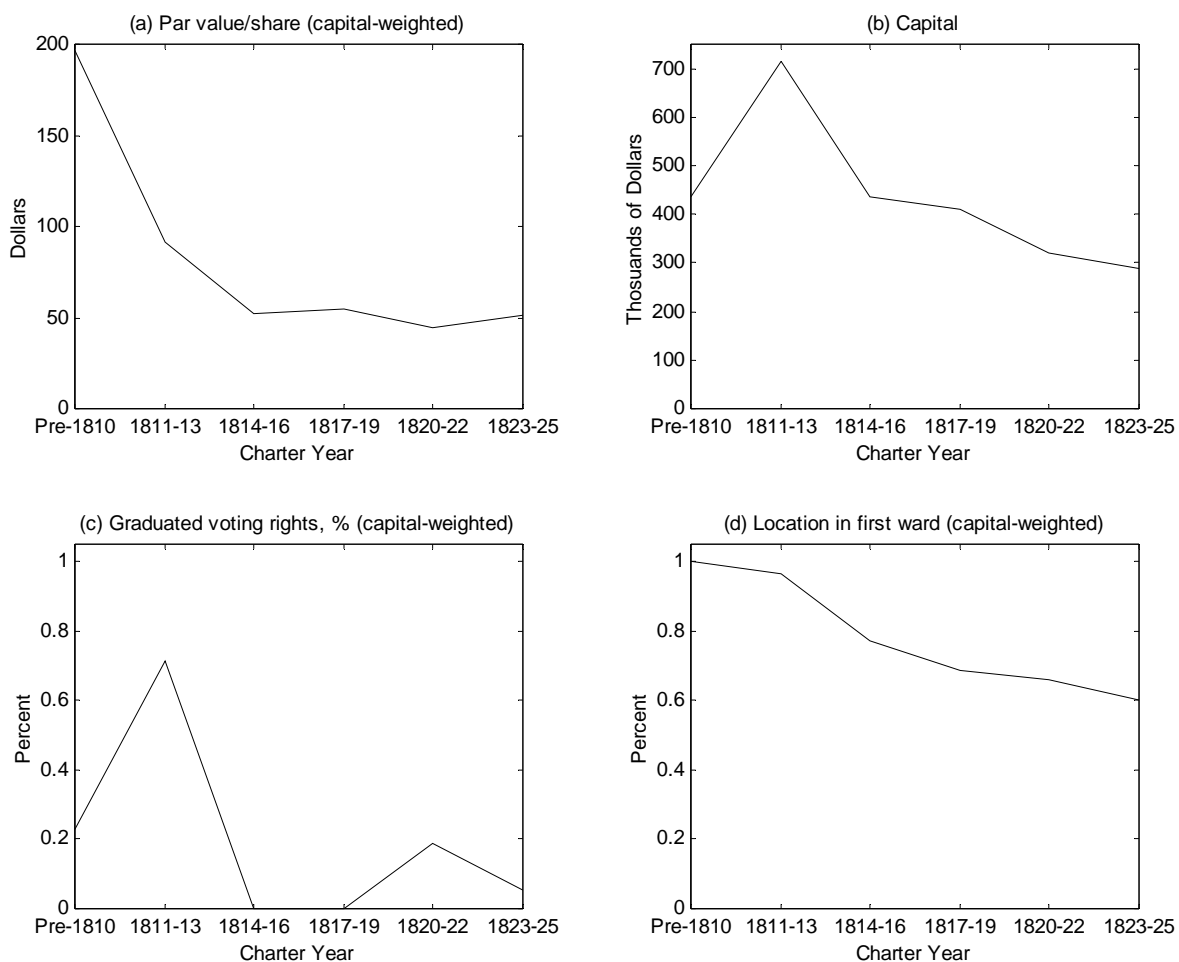 (a) Par value/share (capital-weighted)
200
150
100
50
0
Dollars
Pre-1810 1811-13 1814-16 1817-19 1820-22 1823-25
Charter Year
(b) Capital
700
600
500
400
300
200
100
0
Thosuands of Dollars
Pre-1810 1811-13 1814-16 1817-19 1820-22 1823-25
Charter Year
(c) Graduated voting rights, % (capital-weighted)
1
0.8
0.6
0.4
0.2
0
Percent
Pre-1810 1811-13 1814-16 1817-19 1820-22 1823-25
Charter Year
(d) Location in first ward (capital-weighted)
1
0.8
0.6
0.4
0.2
0
Percent
Pre-1810 1811-13 1814-16 1817-19 1820-22 1823-25
Charter Year